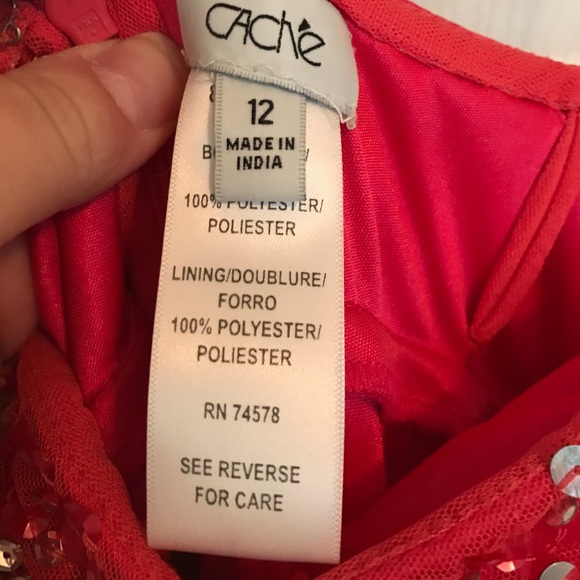 CAChé
12
MADE IN
INDIA
100% POLYESTER/
POLIESTER
LINING/DOUBLURE/
FORRO
100% POLYESTER/
POLIESTER
RN 74578
SEE REVERSE
FOR CARE